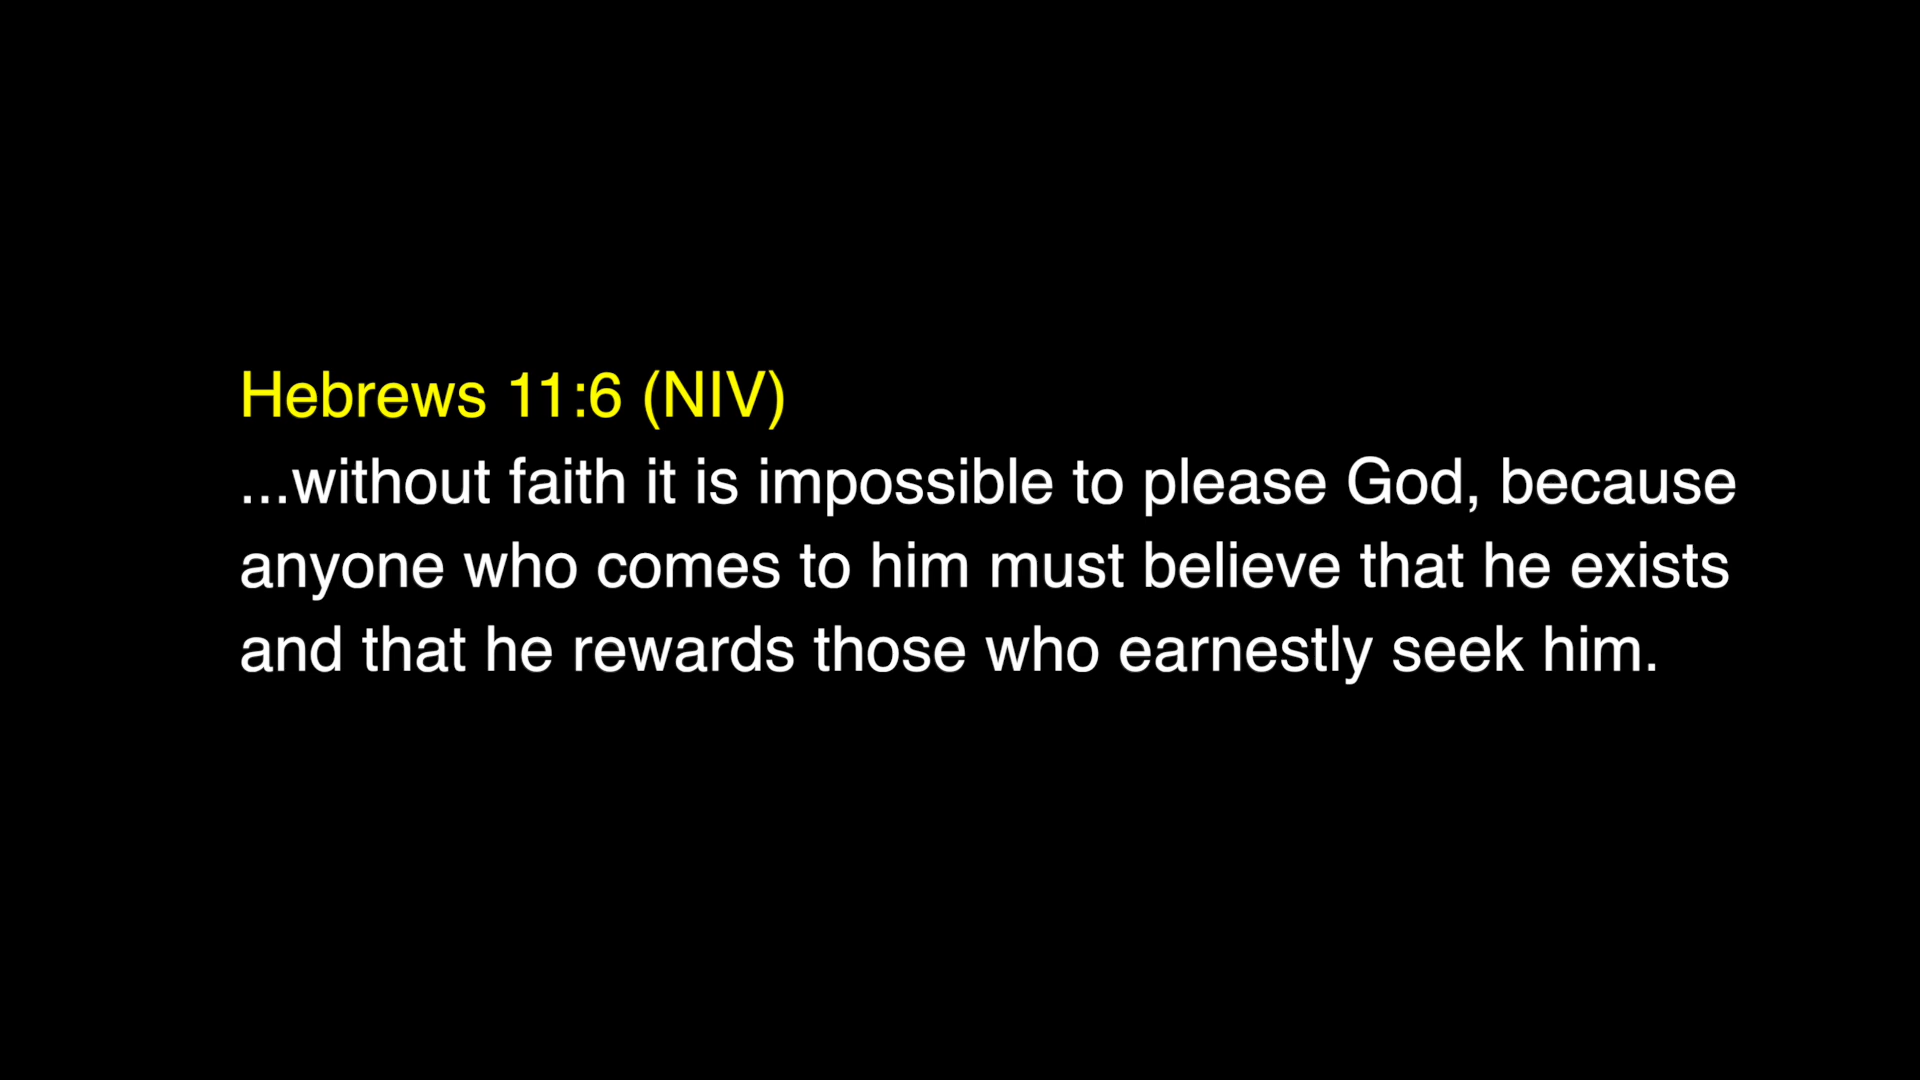 Hebrews 11:6 (NIV)
...without faith it is impossible to please God, because
anyone who comes to him must believe that he exists
and that he rewards those who earnestly seek him.